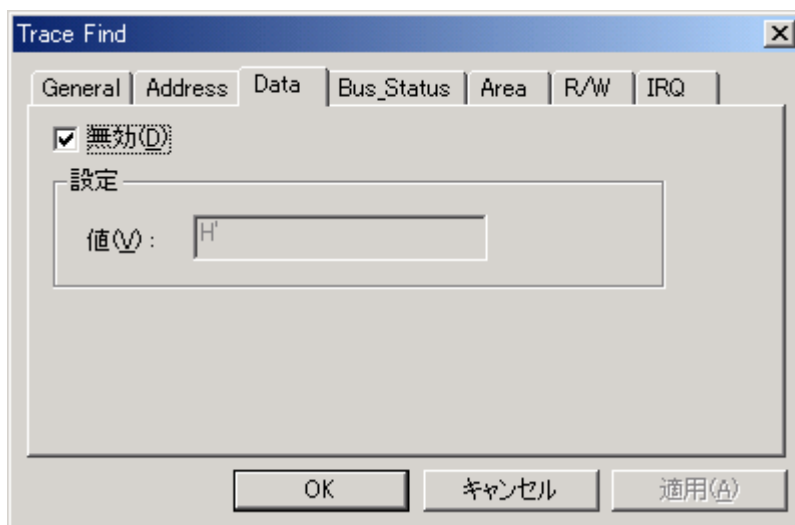 Trace Find
General Address Data Bus_Status Area R/W IRQ
無効(D)
設定
値(V):
H'
OK キャンセル 適用(A)